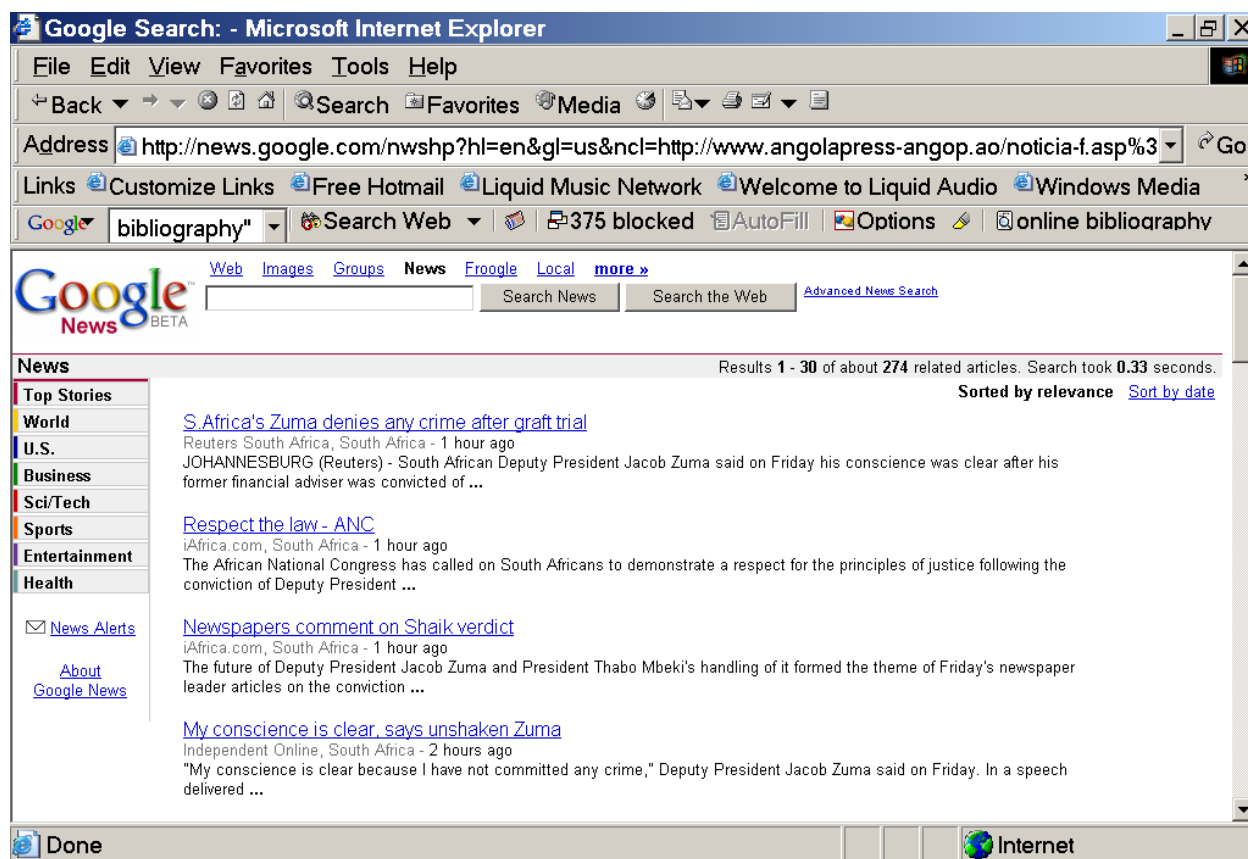 Google Search: - Microsoft Internet Explorer
File Edit View Favorites Tools Help
Back Search Favorites Media
Address http://news.google.com/nwshp?hl=en&gl=us&ncl=http://www.angolapress-angop.ao/noticia-f.asp%3 Go
Links Customize Links Free Hotmail Liquid Music Network Welcome to Liquid Audio Windows Media
Google bibliography" Search Web 375 blocked AutoFill Options online bibliography
Web Images Groups News Froogle Local more »
Google News BETA
Search News Search the Web Advanced News Search
News Results 1 - 30 of about 274 related articles. Search took 0.33 seconds.
Sorted by relevance Sort by date
Top Stories
World
U.S.
Business
Sci/Tech
Sports
Entertainment
Health
News Alerts
About
Google News
S.Africa's Zuma denies any crime after graft trial
Reuters South Africa, South Africa - 1 hour ago
JOHANNESBURG (Reuters) - South African Deputy President Jacob Zuma said on Friday his conscience was clear after his
former financial adviser was convicted of ...
Respect the law - ANC
iAfrica.com, South Africa - 1 hour ago
The African National Congress has called on South Africans to demonstrate a respect for the principles of justice following the
conviction of Deputy President ...
Newspapers comment on Shaik verdict
iAfrica.com, South Africa - 1 hour ago
The future of Deputy President Jacob Zuma and President Thabo Mbeki's handling of it formed the theme of Friday's newspaper
leader articles on the conviction ...
My conscience is clear, says unshaken Zuma
Independent Online, South Africa - 2 hours ago
"My conscience is clear because I have not committed any crime," Deputy President Jacob Zuma said on Friday. In a speech
delivered ...
Done Internet